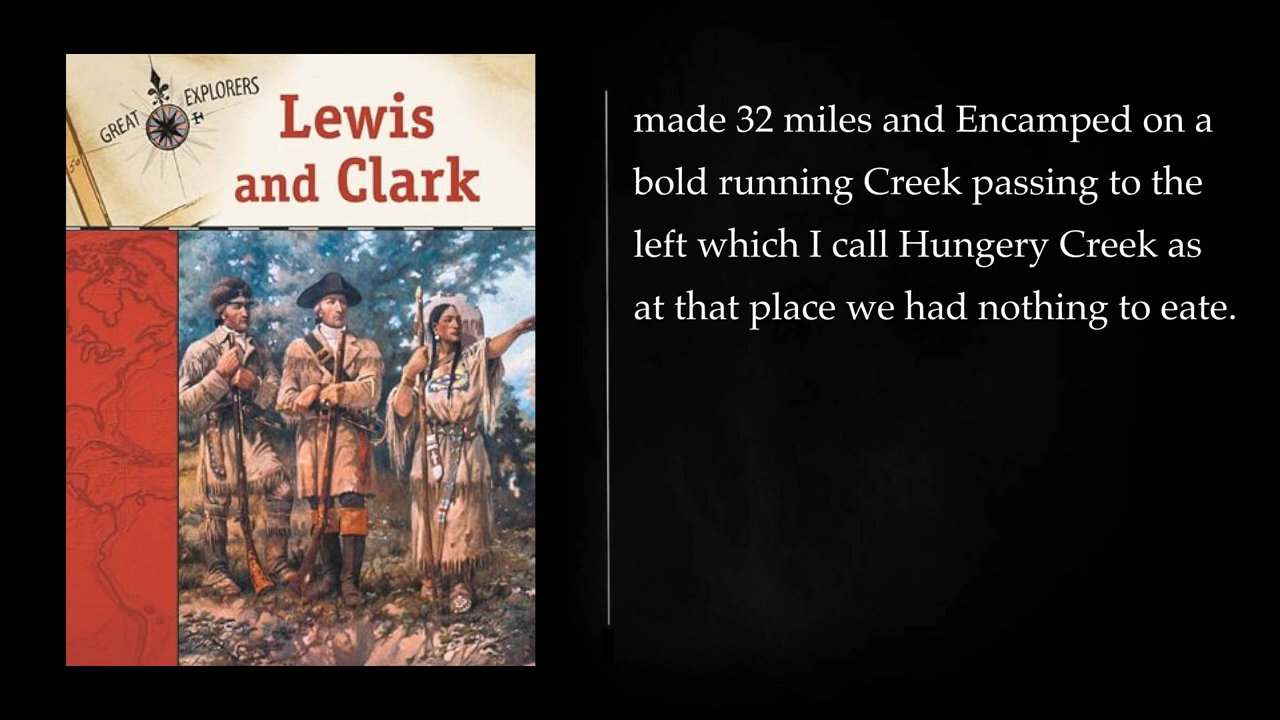 GREAT EXPLORERS
Lewis
and Clark
50
made 32 miles and Encamped on a
bold running Creek passing to the
left which I call Hungery Creek as
at that place we had nothing to eate.